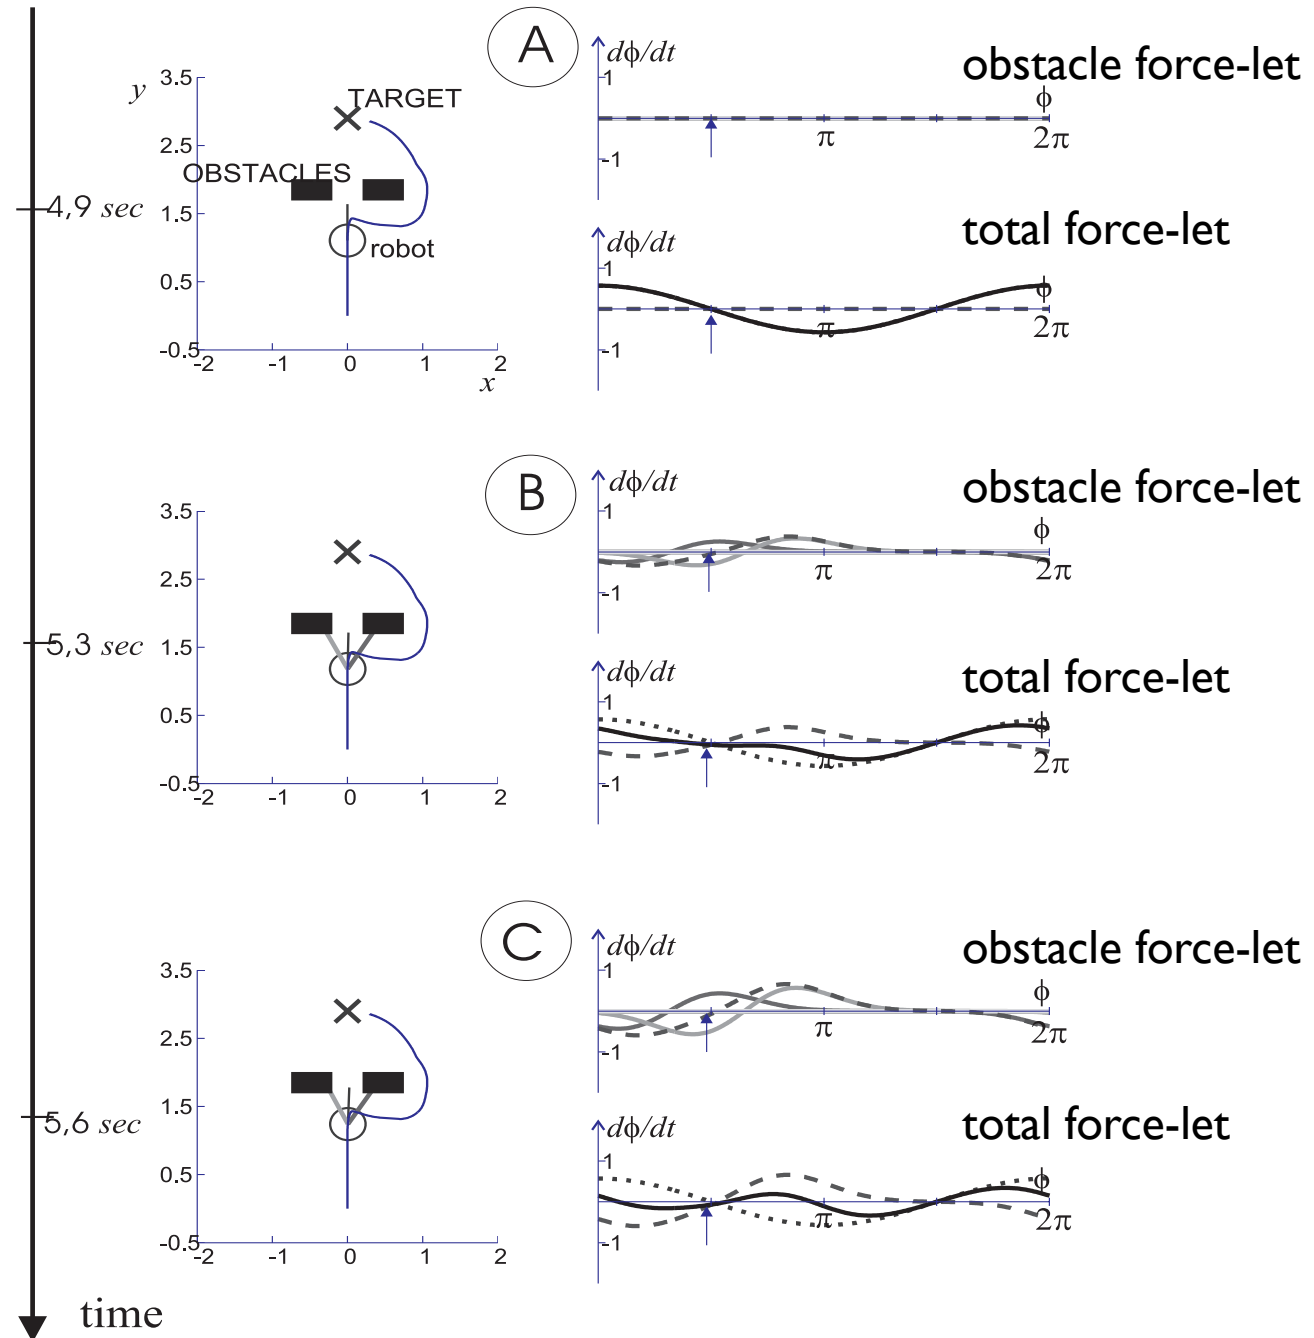 A
dϕ/dt
obstacle force-let
1
ϕ
-1
π
2π
y
3.5
TARGET
2.5
OBSTACLES
4,9 sec
1.5
robot
0.5
-0.5
-2 -1 0 1 2
x
dϕ/dt
total force-let
1
ϕ
-1
π
2π
B
dϕ/dt
obstacle force-let
1
ϕ
-1
π
2π
3.5
2.5
5,3 sec
1.5
0.5
-0.5
-2 -1 0 1 2
dϕ/dt
total force-let
1
ϕ
-1
π
2π
C
dϕ/dt
obstacle force-let
1
ϕ
-1
π
2π
3.5
2.5
5,6 sec
1.5
0.5
-0.5
-2 -1 0 1 2
dϕ/dt
total force-let
1
ϕ
-1
π
2π
time